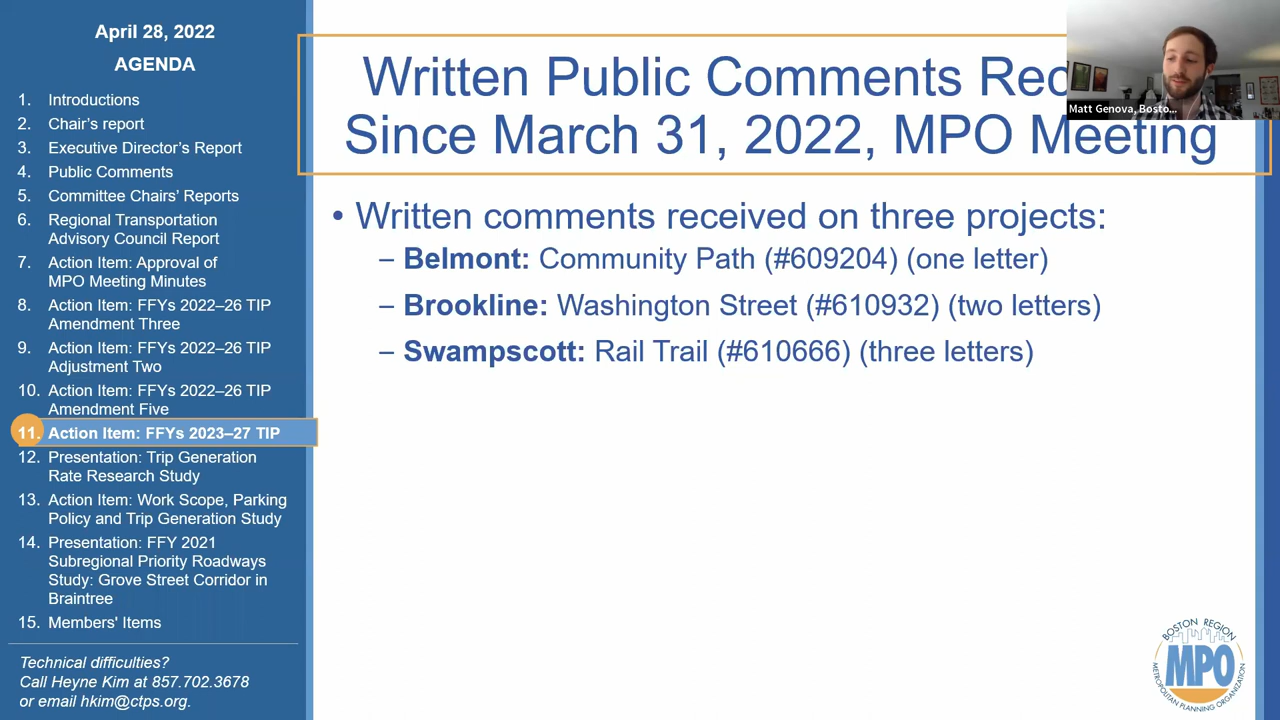 April 28, 2022
AGENDA
1. Introductions
2. Chair's report
3. Executive Director's Report
4. Public Comments
5. Committee Chairs' Reports
6. Regional Transportation
Advisory Council Report
7. Action Item: Approval of
MPO Meeting Minutes
8. Action Item: FFYs 2022–26 TIP
Amendment Three
9. Action Item: FFYs 2022–26 TIP
Adjustment Two
10. Action Item: FFYs 2022–26 TIP
Amendment Five
11. Action Item: FFYs 2023–27 TIP
12. Presentation: Trip Generation
Rate Research Study
13. Action Item: Work Scope, Parking
Policy and Trip Generation Study
14. Presentation: FFY 2021
Subregional Priority Roadways
Study: Grove Street Corridor in
Braintree
15. Members' Items
Technical difficulties?
Call Heyne Kim at 857.702.3678
or email hkim@ctps.org.
Written Public Comments Rec
Since March 31, 2022, MPO Meeting
Matt Genova, Bosto...
• Written comments received on three projects:
– Belmont: Community Path (#609204) (one letter)
– Brookline: Washington Street (#610932) (two letters)
– Swampscott: Rail Trail (#610666) (three letters)
BOSTON REGION
MPO
METROPOLITAN PLANNING ORGANIZATION